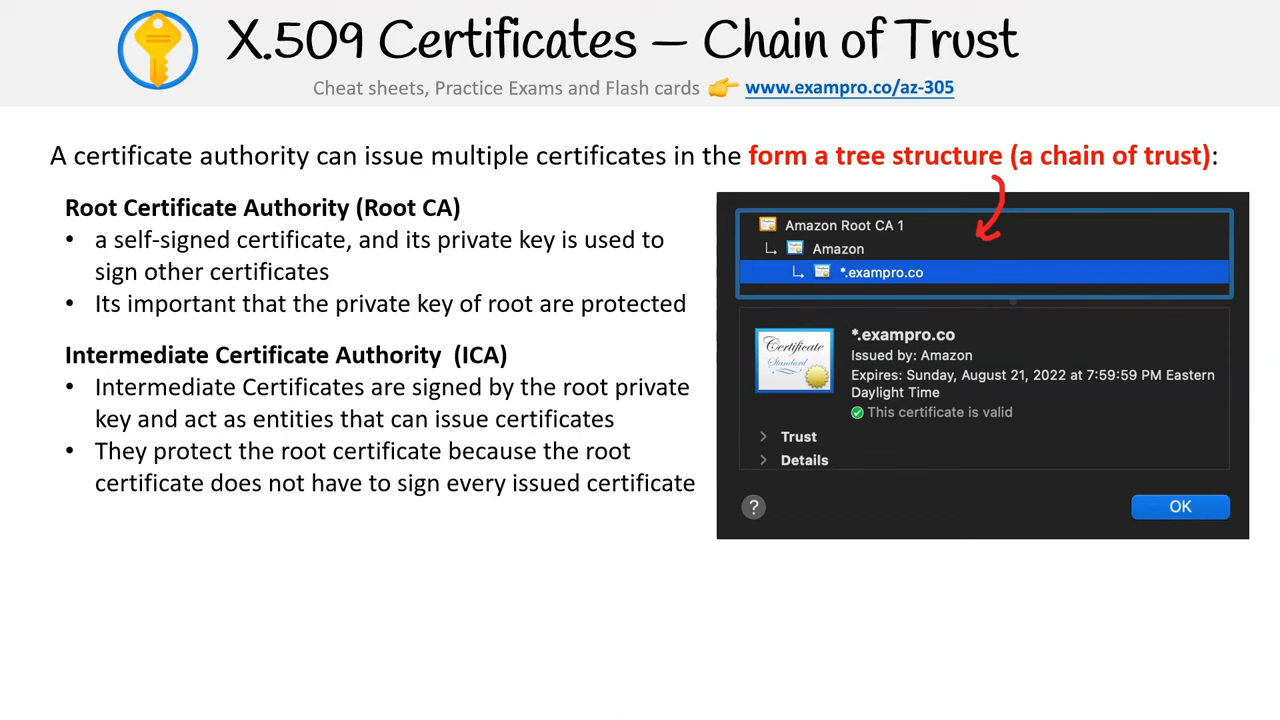 X.509 Certificates – Chain of Trust
Cheat sheets, Practice Exams and Flash cards 👉 www.exampro.co/az-305
A certificate authority can issue multiple certificates in the form a tree structure (a chain of trust):
Root Certificate Authority (Root CA)
• a self-signed certificate, and its private key is used to
sign other certificates
• Its important that the private key of root are protected
Intermediate Certificate Authority (ICA)
• Intermediate Certificates are signed by the root private
key and act as entities that can issue certificates
• They protect the root certificate because the root
certificate does not have to sign every issued certificate
Amazon Root CA 1
Amazon
*.exampro.co
Certificate
Standard
*.exampro.co
Issued by: Amazon
Expires: Sunday, August 21, 2022 at 7:59:59 PM Eastern
Daylight Time
This certificate is valid
Trust
Details
?
OK